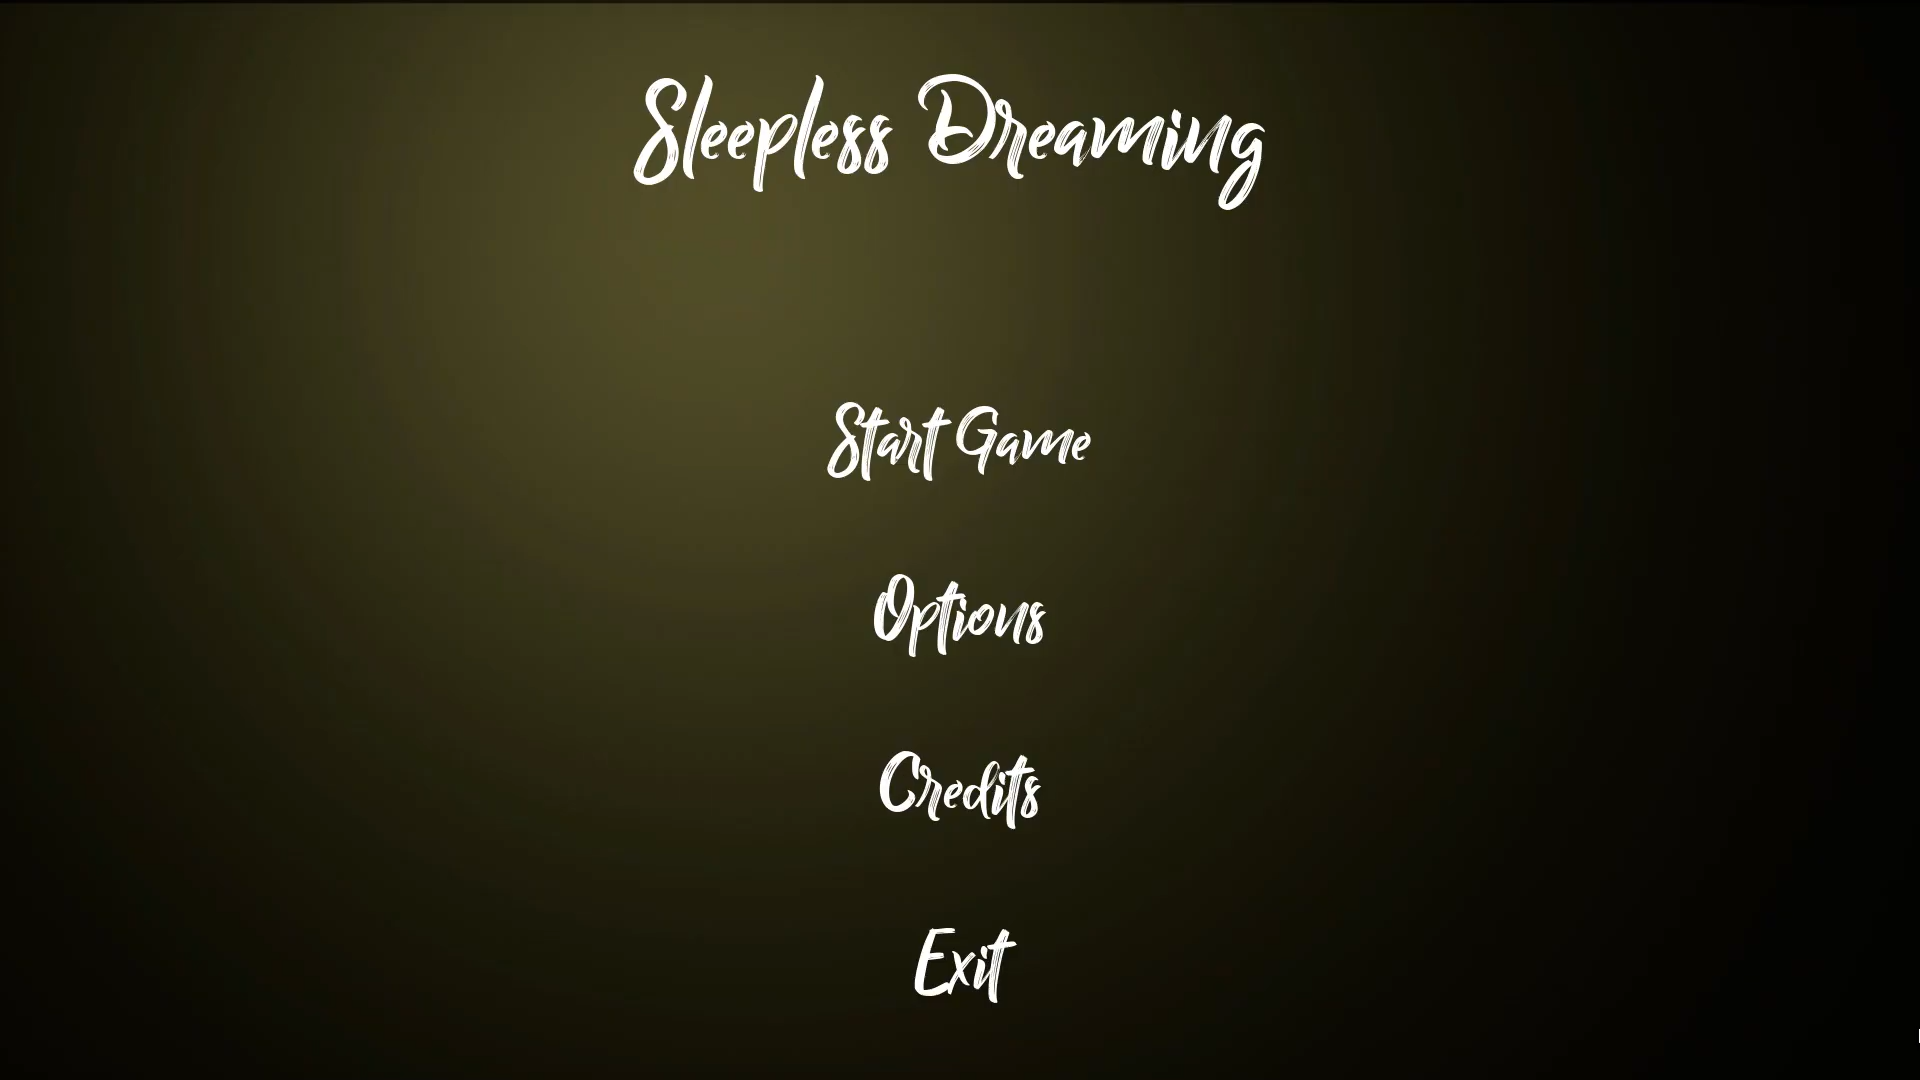 Sleepless Dreaming
Start Game
Options
Credits
Exit